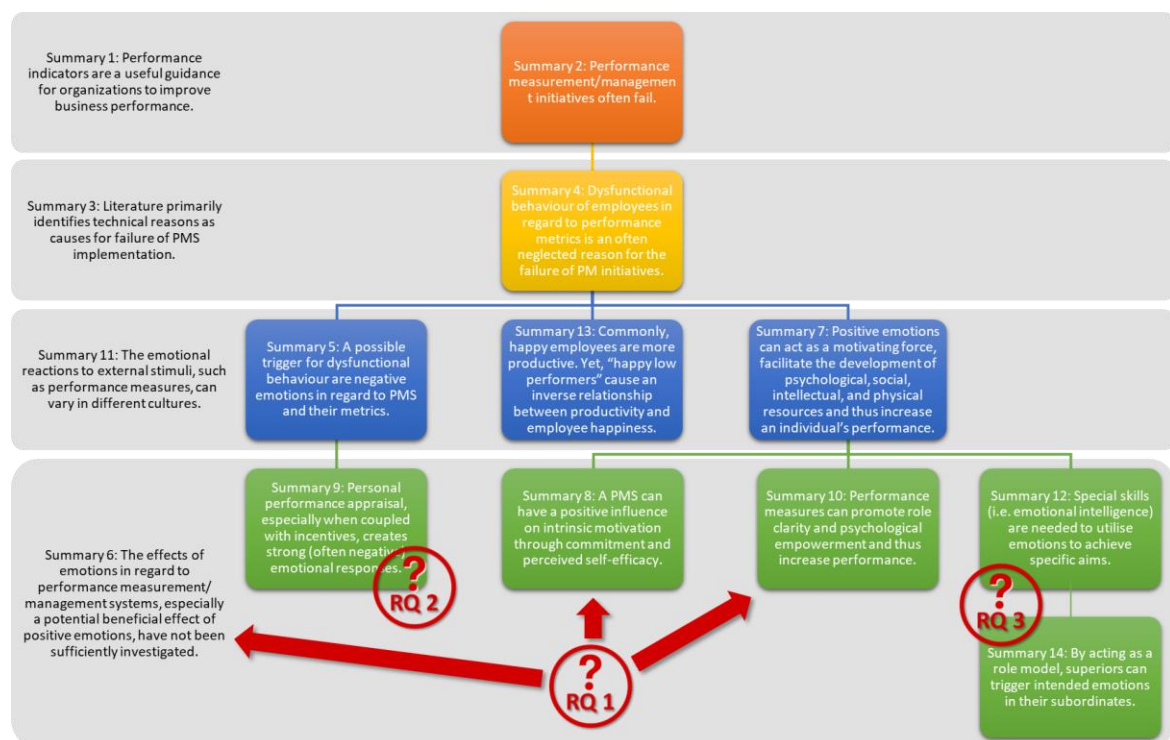 Summary 1: Performance
indicators are a useful guidance
for organizations to improve
business performance.
Summary 2: Performance
measurement/managemen
t initiatives often fail.
Summary 3: Literature primarily
identifies technical reasons as
causes for failure of PMS
implementation.
Summary 4: Dysfunctional
behaviour of employees in
regard to performance
metrics is an often
neglected reason for the
failure of PM initiatives.
Summary 11: The emotional
reactions to external stimuli, such
as performance measures, can
vary in different cultures.
Summary 5: A possible
trigger for dysfunctional
behaviour are negative
emotions in regard to PMS
and their metrics.
Summary 13: Commonly,
happy employees are more
productive. Yet, “happy low
performers” cause an
inverse relationship
between productivity and
employee happiness.
Summary 7: Positive emotions
can act as a motivating force,
facilitate the development of
psychological, social,
intellectual, and physical
resources and thus increase
an individual’s performance.
Summary 6: The effects of
emotions in regard to
performance measurement/
management systems, especially
a potential beneficial effect of
positive emotions, have not been
sufficiently investigated.
Summary 9: Personal
performance appraisal,
especially when coupled
with incentives, creates
strong (often negative)
emotional responses.
?
RQ 2
Summary 8: A PMS can
have a positive influence
on intrinsic motivation
through commitment and
perceived self-efficacy.
?
RQ 1
Summary 10: Performance
measures can promote role
clarity and psychological
empowerment and thus
increase performance.
Summary 12: Special skills
(i.e. emotional intelligence)
are needed to utilise
emotions to achieve
specific aims.
?
RQ 3
Summary 14: By acting as
a role model, superiors can
trigger intended emotions
in their subordinates.